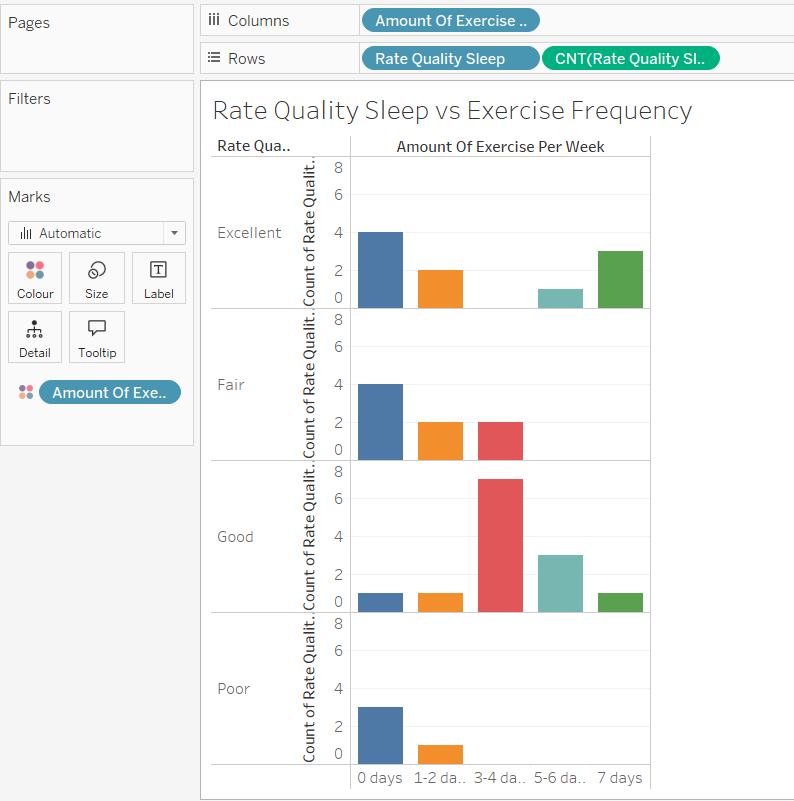 Pages
Columns
Amount Of Exercise ..
Rows
Rate Quality Sleep
CNT(Rate Quality Sl..
Filters
Marks
Automatic
Colour
Size
Label
Detail
Tooltip
Amount Of Exe..
Rate Quality Sleep vs Exercise Frequency
Rate Qua..
Amount Of Exercise Per Week
Excellent
Count of Rate Qualit..
8
6
4
2
0
Fair
Count of Rate Qualit..
8
6
4
2
0
Good
Count of Rate Qualit..
8
6
4
2
0
Poor
Count of Rate Qualit..
8
6
4
2
0
0 days 1-2 da.. 3-4 da.. 5-6 da.. 7 days